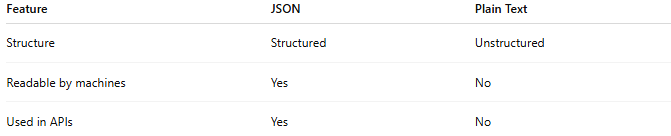 Feature JSON Plain Text
Structure Structured Unstructured
Readable by machines Yes No
Used in APIs Yes No